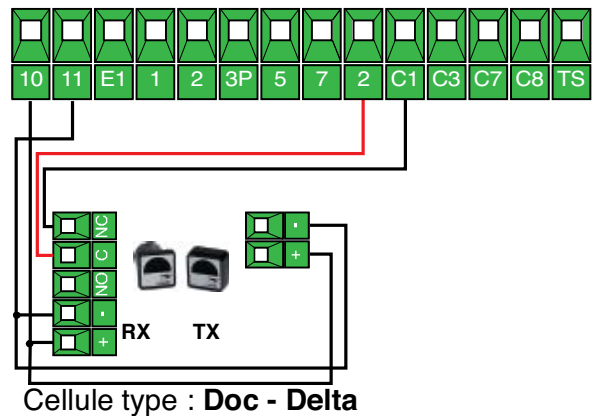 10 11 E1 1 2 3P 5 7 2 C1 C3 C7 C8 TS
NC
C
NO
-
+
-
+
RX TX
Cellule type : Doc - Delta